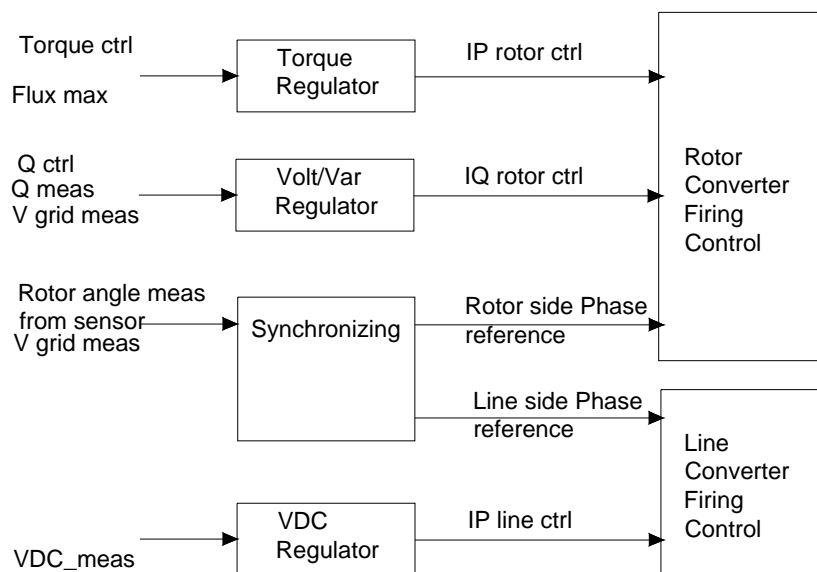 Torque ctrl
Flux max
Torque
Regulator
IP rotor ctrl
Q ctrl
Q meas
V grid meas
Volt/Var
Regulator
IQ rotor ctrl
Rotor
Converter
Firing
Control
Rotor angle meas
from sensor
V grid meas
Synchronizing
Rotor side Phase
reference
Line side Phase
reference
Line
Converter
Firing
Control
VDC_meas
VDC
Regulator
IP line ctrl